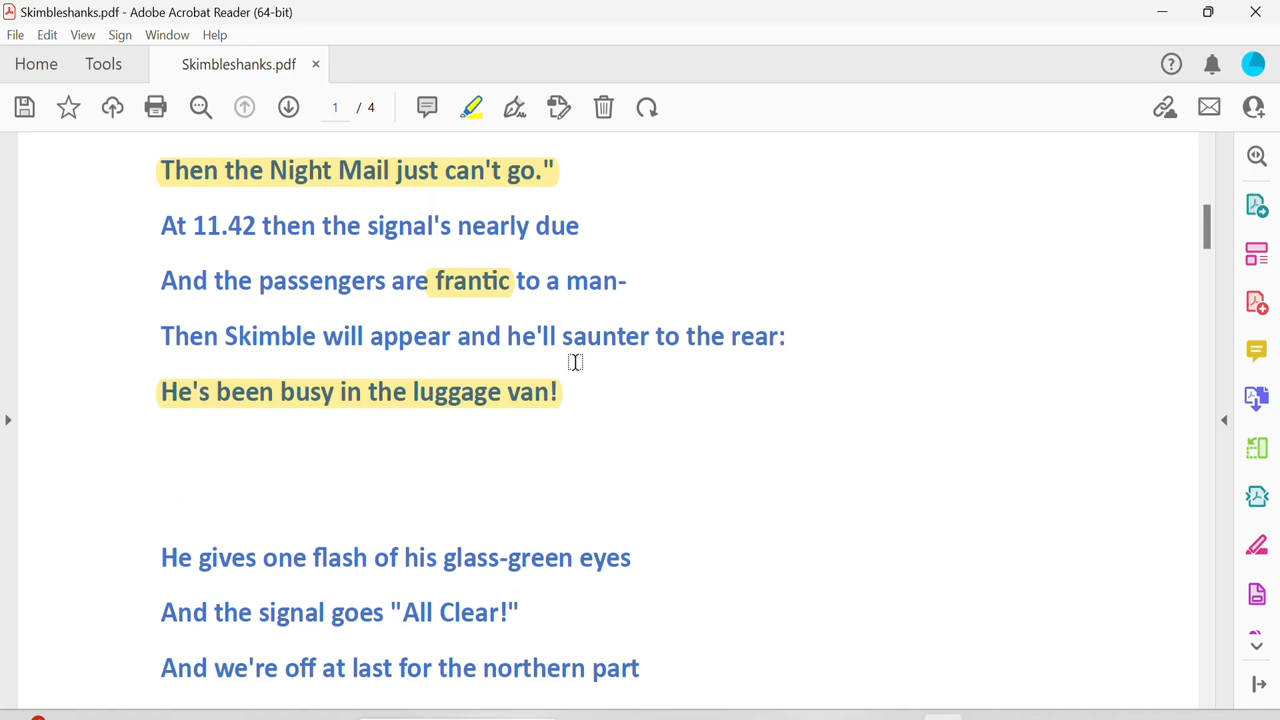 Skimbleshanks.pdf - Adobe Acrobat Reader (64-bit)
File Edit View Sign Window Help
Home Tools Skimbleshanks.pdf ×
1 / 4
Then the Night Mail just can't go."
At 11.42 then the signal's nearly due
And the passengers are frantic to a man-
Then Skimble will appear and he'll saunter to the rear:
He's been busy in the luggage van!
He gives one flash of his glass-green eyes
And the signal goes "All Clear!"
And we're off at last for the northern part